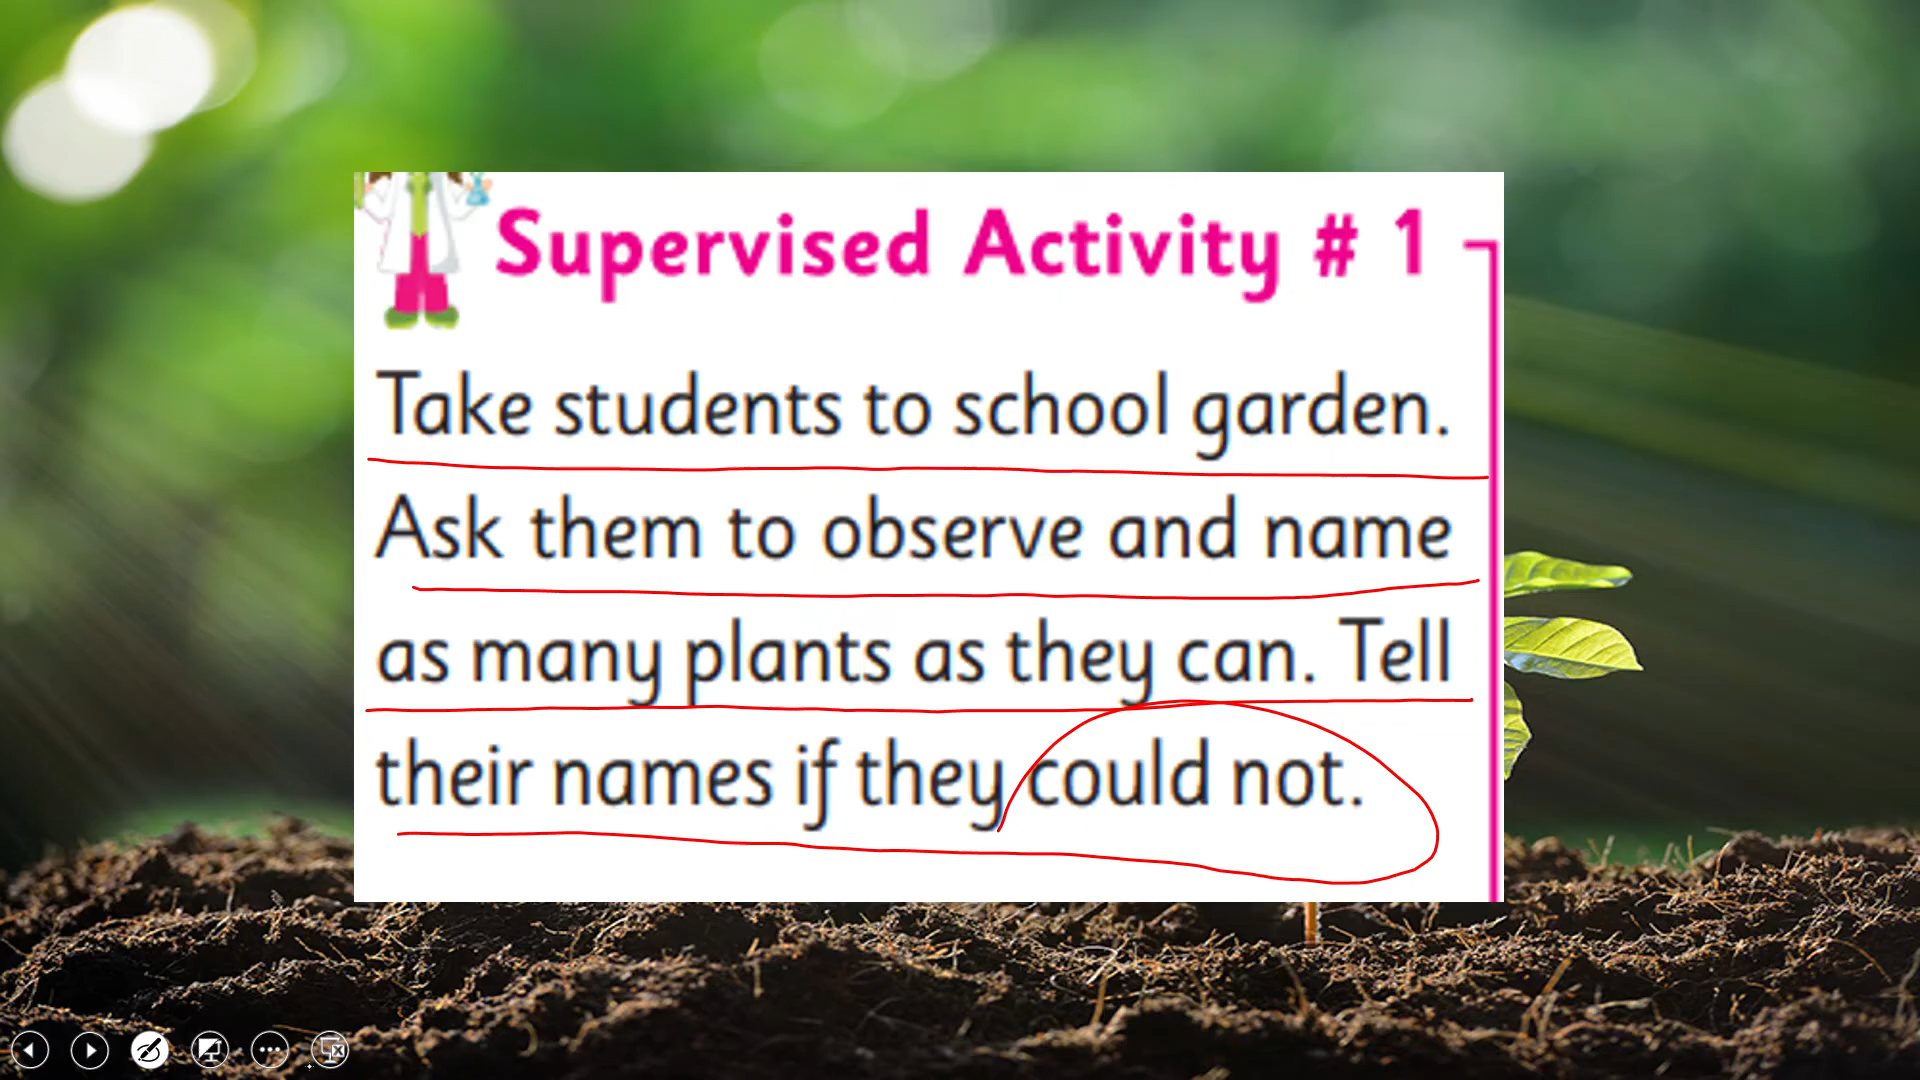 Supervised Activity # 1
Take students to school garden.
Ask them to observe and name
as many plants as they can. Tell
their names if they could not.